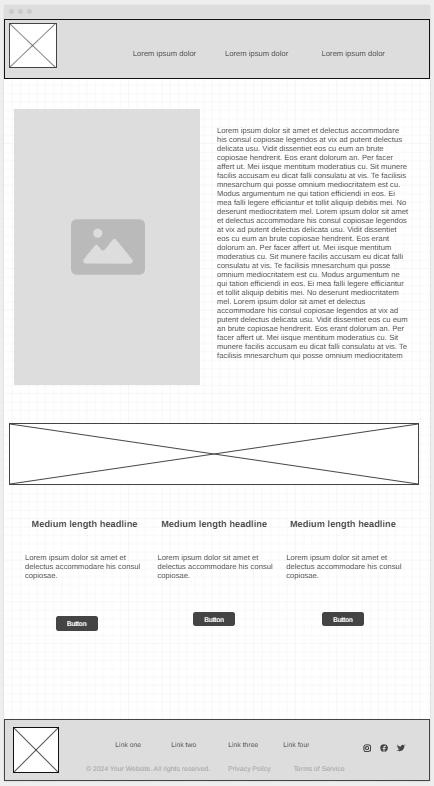 Lorem ipsum dolor Lorem ipsum dolor Lorem ipsum dolor
Lorem ipsum dolor sit amet et delectus accommodare
his consul copiosae legendos at vix ad putent delectus
delicata usu. Vidit dissentiet eos cu eum an brute
copiosae hendrerit. Eos erant dolorum an. Per facer
affert ut. Mei iisque mentitum moderatius cu. Sit munere
facilis accusam eu dicat falli consulatu at vis. Te facilisis
mnesarchum qui posse omnium mediocritatem est cu.
Modus argumentum ne qui tation efficiendi in eos. Ei
mea falli legere efficiantur et tollit aliquip debitis mei. No
deserunt mediocritatem mel. Lorem ipsum dolor sit amet
et delectus accommodare his consul copiosae legendos
at vix ad putent delectus delicata usu. Vidit dissentiet
eos cu eum an brute copiosae hendrerit. Eos erant
dolorum an. Per facer affert ut. Mei iisque mentitum
moderatius cu. Sit munere facilis accusam eu dicat falli
consulatu at vis. Te facilisis mnesarchum qui posse
omnium mediocritatem est cu. Modus argumentum ne
qui tation efficiendi in eos. Ei mea falli legere efficiantur
et tollit aliquip debitis mei. No deserunt mediocritatem
mel. Lorem ipsum dolor sit amet et delectus
accommodare his consul copiosae legendos at vix ad
putent delectus delicata usu. Vidit dissentiet eos cu eum
an brute copiosae hendrerit. Eos erant dolorum an. Per
facer affert ut. Mei iisque mentitum moderatius cu. Sit
munere facilis accusam eu dicat falli consulatu at vis. Te
facilisis mnesarchum qui posse omnium mediocritatem
Medium length headline
Lorem ipsum dolor sit amet et
delectus accommodare his consul
copiosae.
Button
Medium length headline
Lorem ipsum dolor sit amet et
delectus accommodare his consul
copiosae.
Button
Medium length headline
Lorem ipsum dolor sit amet et
delectus accommodare his consul
copiosae.
Button
Link one Link two Link three Link four
© 2024 Your Website. All rights reserved. Privacy Policy Terms of Service